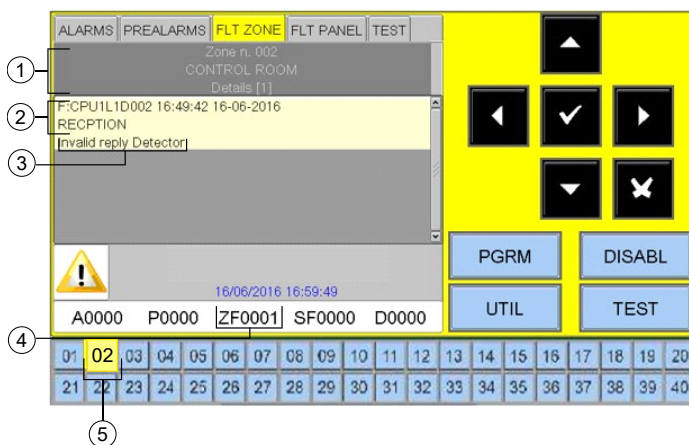 ALARMS PREALARMS FLT ZONE FLT PANEL TEST
Zone n. 002
CONTROL ROOM
Details [1]
F:CPU1L1D002 16:49:42 16-06-2016
RECPTION
Invalid reply Detector
1
2
3
PGRM DISABL
16/06/2016 16:59:49
UTIL TEST
A0000 P0000 ZF0001 SF0000 D0000
4
01 02 03 04 05 06 07 08 09 10 11 12 13 14 15 16 17 18 19 20
21 22 23 24 25 26 27 28 29 30 31 32 33 34 35 36 37 38 39 40
5